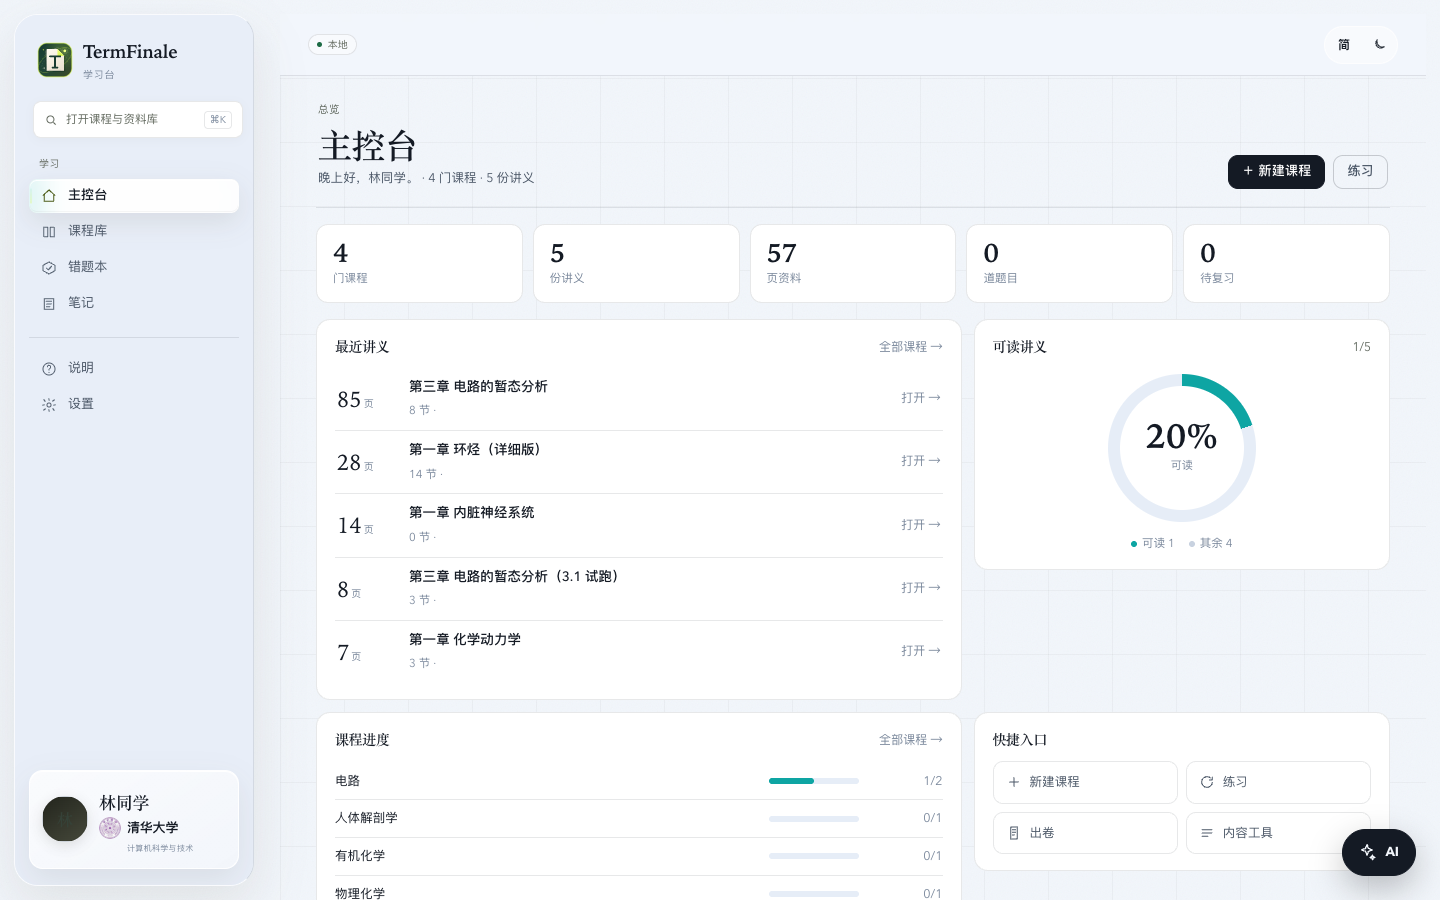 TermFinale
学习台
打开课程与资料库
⌘K
学习
主控台
课程库
错题本
笔记
说明
设置
林同学
清华大学
计算机科学与技术
本地
简
总览
主控台
晚上好，林同学。 · 4 门课程 · 5 份讲义
+ 新建课程
练习
4
门课程
5
份讲义
57
页资料
0
道题目
0
待复习
最近讲义
全部课程 →
85 页
第三章 电路的暂态分析
8 节 ·
打开 →
28 页
第一章 环烃（详细版）
14 节 ·
打开 →
14 页
第一章 内脏神经系统
0 节 ·
打开 →
8 页
第三章 电路的暂态分析（3.1 试跑）
3 节 ·
打开 →
7 页
第一章 化学动力学
3 节 ·
打开 →
可读讲义
1/5
20%
可读
可读 1
其余 4
课程进度
全部课程 →
电路
1/2
人体解剖学
0/1
有机化学
0/1
物理化学
0/1
快捷入口
新建课程
练习
出卷
内容工具
AI